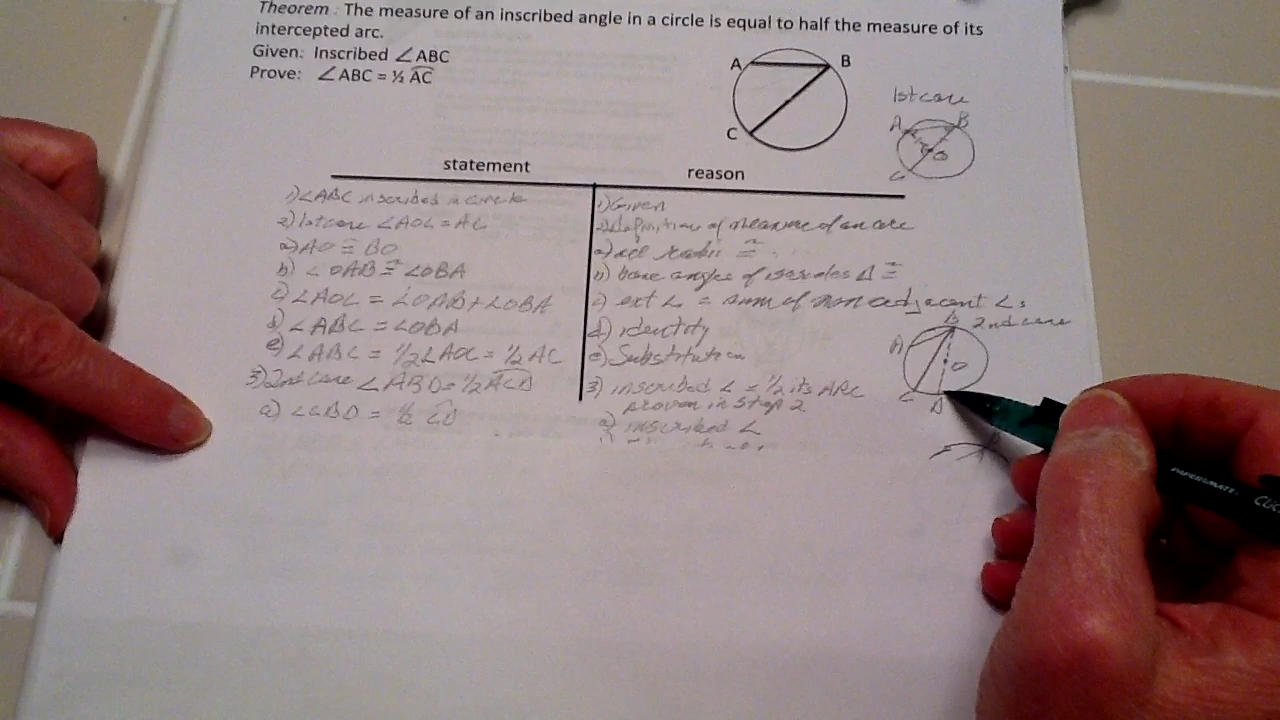 Theorem : The measure of an inscribed angle in a circle is equal to half the measure of its
intercepted arc.
Given: Inscribed ∠ABC
Prove: ∠ABC = ½ AC
A B
C
1st case
A B
O
C
statement reason
1) ∠ABC inscribed in circle
1) Given
2) 1st case ∠AOC = AC
2) definition of measure of an arc
a) AO ≅ BO
a) all radii ≅
b) ∠OAB ≅ ∠OBA
b) base angles of isosceles Δ ≅
c) ∠AOC = ∠OAB + ∠OBA
c) ext ∠ = sum of non adjacent ∠s
d) ∠ABC = ∠OBA
d) identity
e) ∠ABC = 1/2 ∠AOC = 1/2 AC
e) Substitution
3) 2nd case ∠ABD = 1/2 ACD
3) inscribed ∠ = 1/2 its ARC
proven in step 2
a) ∠CBD = 1/2 CD
a) inscribed ∠
B 2nd case
A
O
C D
PAPERMATE